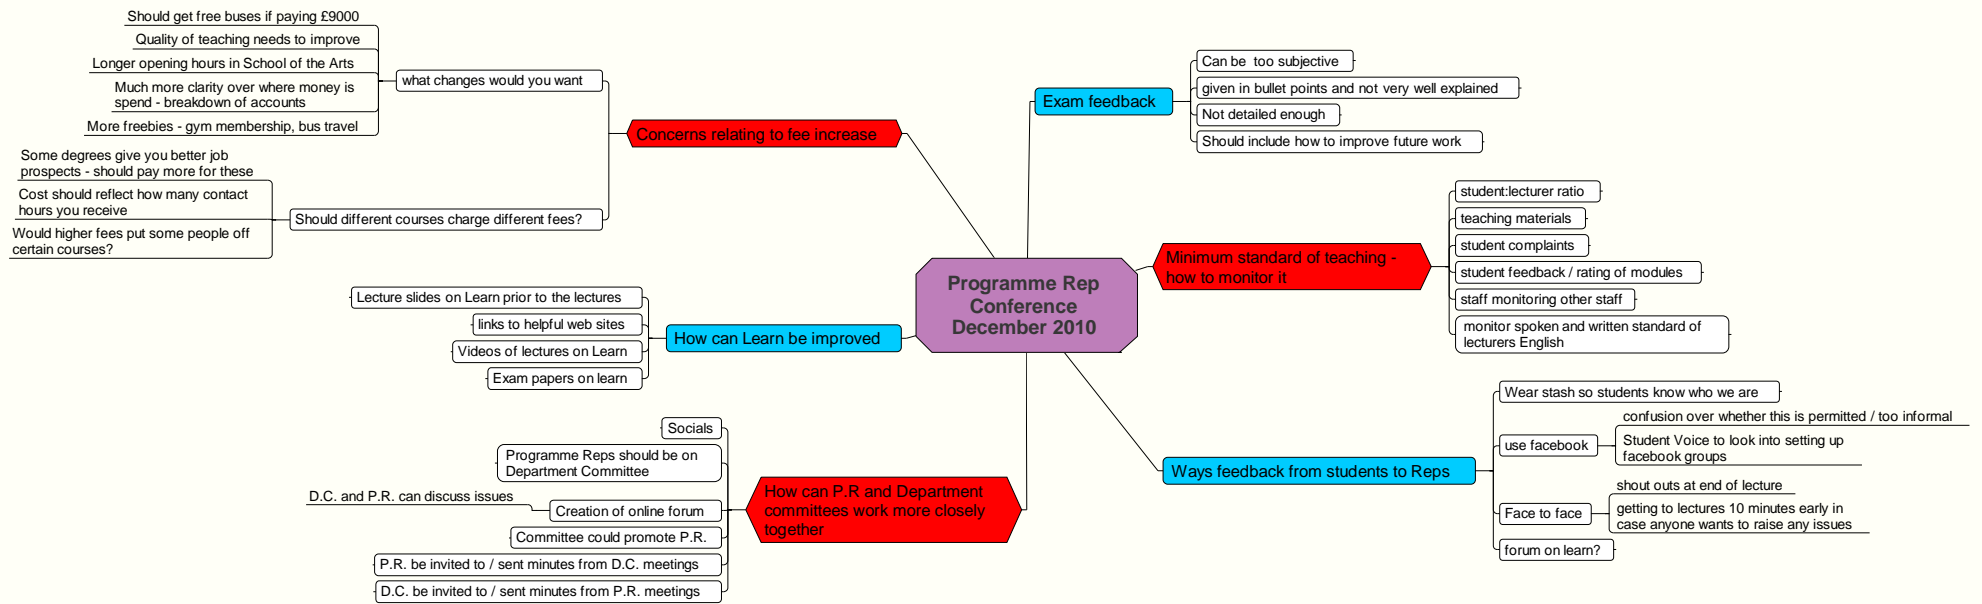 Programme Rep
Conference
December 2010
Exam feedback
Can be  too subjective
given in bullet points and not very well explained
Not detailed enough
Should include how to improve future work
Minimum standard of teaching -
how to monitor it
student:lecturer ratio
teaching materials
student complaints
student feedback / rating of modules
staff monitoring other staff
monitor spoken and written standard of
lecturers English
Ways feedback from students to Reps
Wear stash so students know who we are
use facebook
confusion over whether this is permitted / too informal
Student Voice to look into setting up
facebook groups
Face to face
shout outs at end of lecture
getting to lectures 10 minutes early in
case anyone wants to raise any issues
forum on learn?
How can P.R and Department
committees work more closely
together
Socials
Programme Reps should be on
Department Committee
Creation of online forum
D.C. and P.R. can discuss issues
Committee could promote P.R.
P.R. be invited to / sent minutes from D.C. meetings
D.C. be invited to / sent minutes from P.R. meetings
How can Learn be improved
Lecture slides on Learn prior to the lectures
links to helpful web sites
Videos of lectures on Learn
Exam papers on learn
Concerns relating to fee increase
what changes would you want
Should get free buses if paying £9000
Quality of teaching needs to improve
Longer opening hours in School of the Arts
Much more clarity over where money is
spend - breakdown of accounts
More freebies - gym membership, bus travel
Should different courses charge different fees?
Some degrees give you better job
prospects - should pay more for these
Cost should reflect how many contact
hours you receive
Would higher fees put some people off
certain courses?